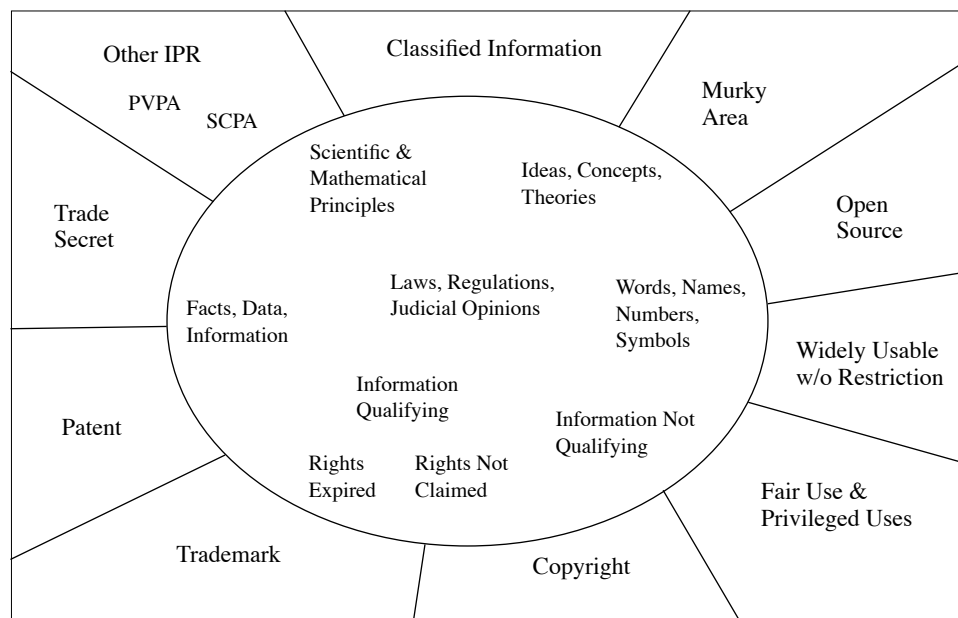 Other IPR
PVPA
SCPA
Classified Information
Murky
Area
Scientific &
Mathematical
Principles
Ideas, Concepts,
Theories
Trade
Secret
Open
Source
Facts, Data,
Information
Laws, Regulations,
Judicial Opinions
Words, Names,
Numbers,
Symbols
Widely Usable
w/o Restriction
Patent
Information
Qualifying
Information Not
Qualifying
Rights
Expired
Rights Not
Claimed
Fair Use &
Privileged Uses
Trademark
Copyright